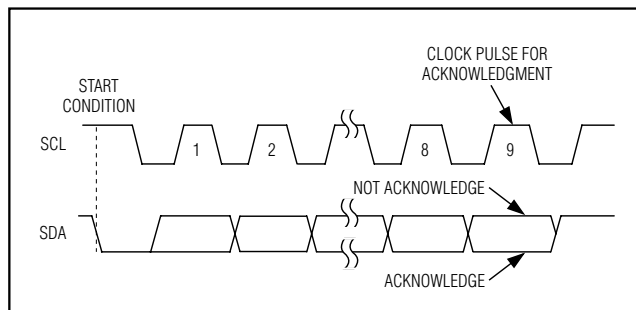 CLOCK PULSE FOR
ACKNOWLEDGMENT
START
CONDITION
SCL
1
2
8
9
NOT ACKNOWLEDGE
SDA
ACKNOWLEDGE